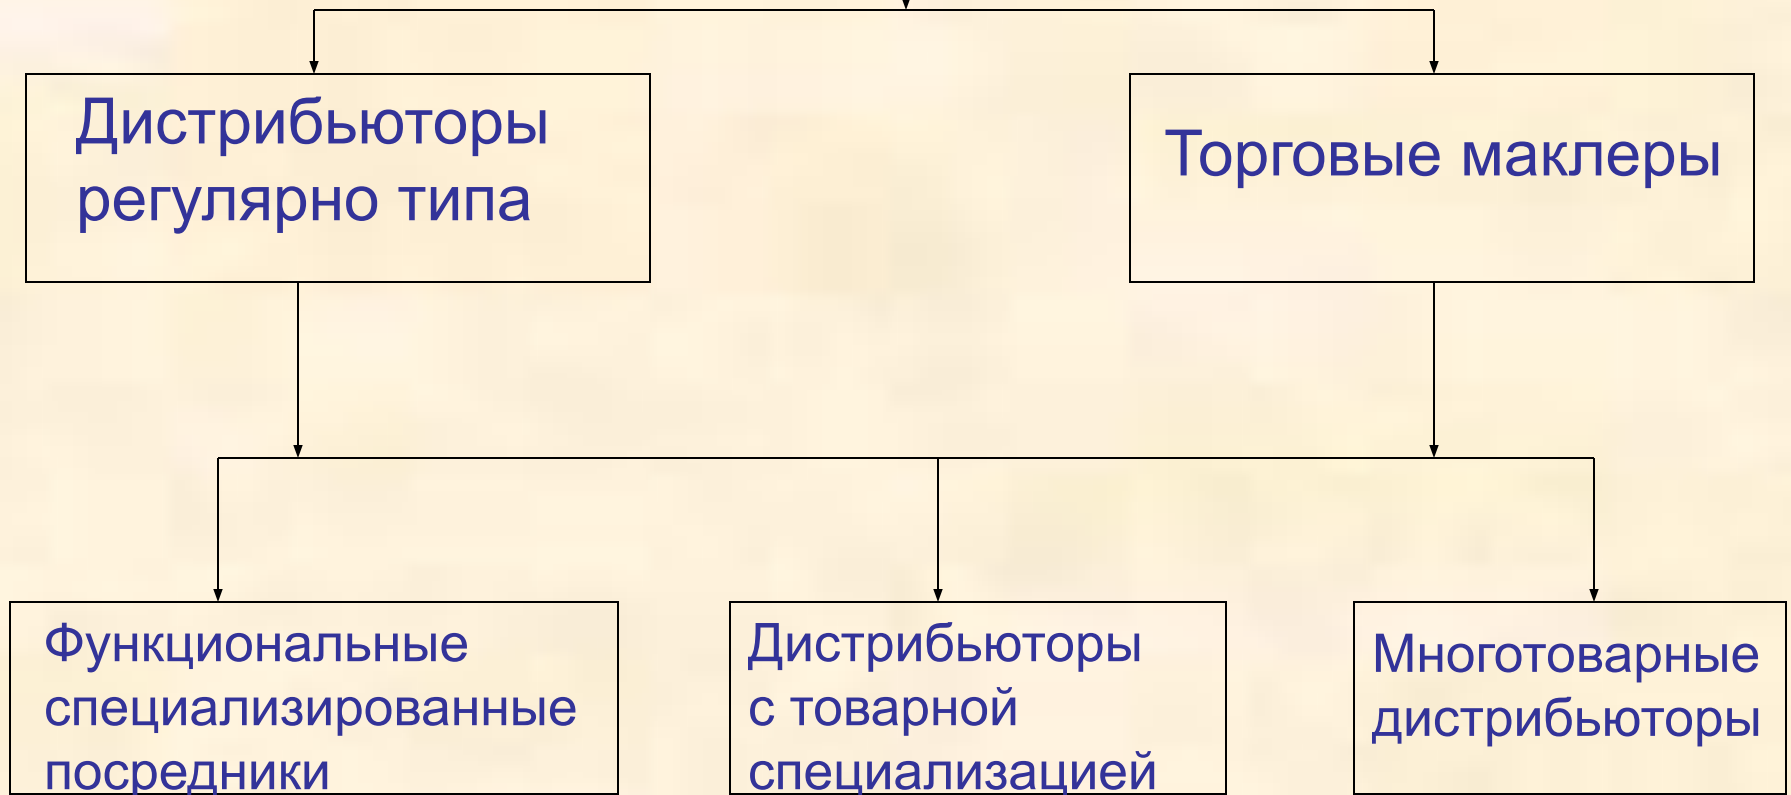 Дистрибьюторы
регулярно типа
Торговые маклеры
Функциональные
специализированные
посредники
Дистрибьюторы
с товарной
специализацией
Многотоварные
дистрибьюторы